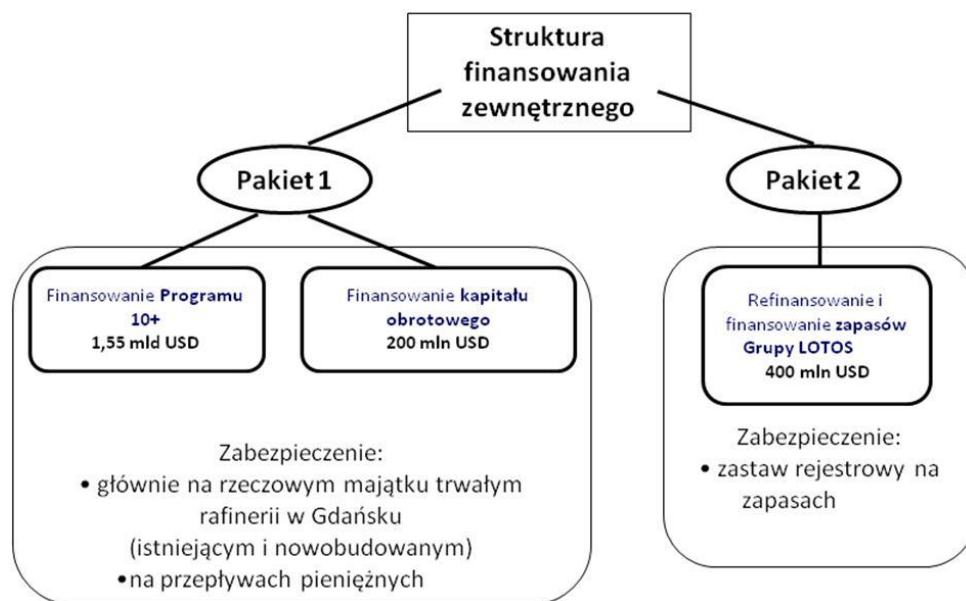 Struktura
finansowania
zewnętrznego
Pakiet 1
Pakiet 2
Finansowanie Programu
10+
1,55 mld USD
Finansowanie kapitału
obrotowego
200 mln USD
Refinansowanie i
finansowanie zapasów
Grupy LOTOS
400 mln USD
Zabezpieczenie:
• głównie na rzeczowym majątku trwałym
rafinerii w Gdańsku
(istniejącym i nowobudowanym)
•na przepływach pieniężnych
Zabezpieczenie:
• zastaw rejestrowy na
zapasach